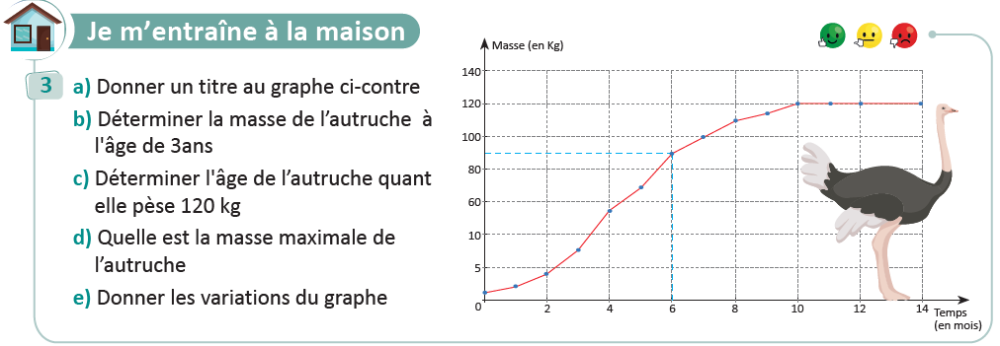 Je m'entraîne à la maison
3
a) Donner un titre au graphe ci-contre
b) Déterminer la masse de l'autruche à
l'âge de 3ans
c) Déterminer l'âge de l'autruche quant
elle pèse 120 kg
d) Quelle est la masse maximale de
l'autruche
e) Donner les variations du graphe
Masse (en Kg)
140
120
100
80
60
10
5
0 2 4 6 8 10 12 14
Temps
(en mois)